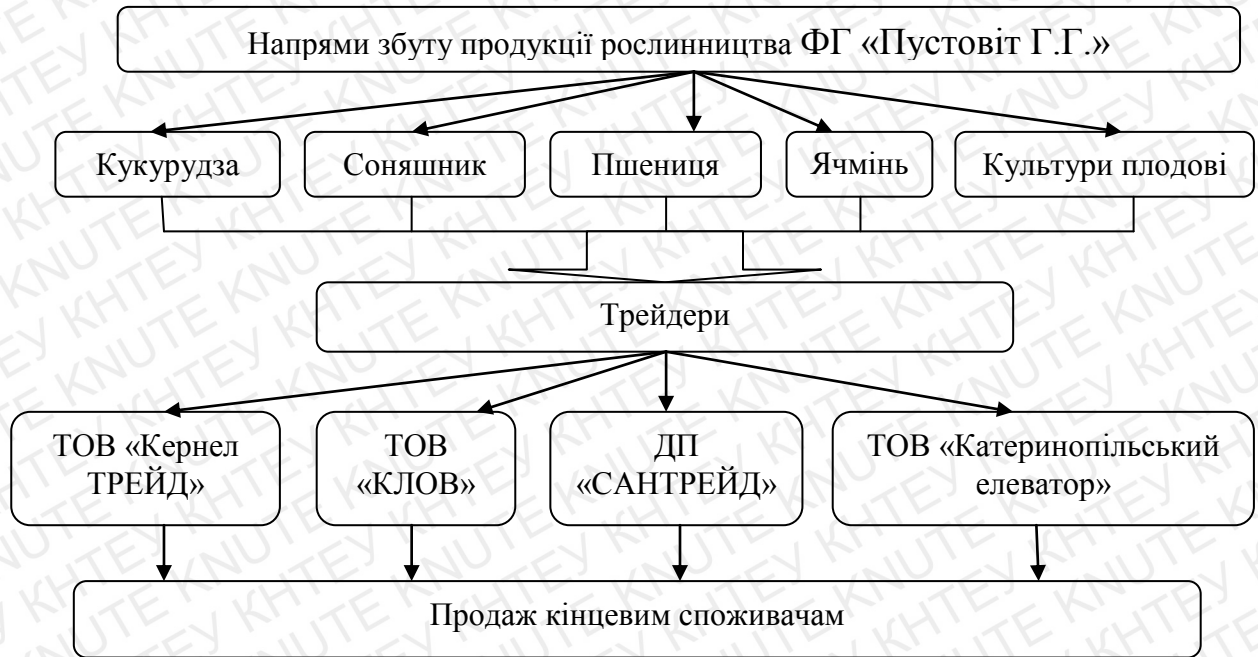 Напрями збуту продукції рослинництва ФГ «Пустовіт Г.Г.»
Кукурудза
Соняшник
Пшениця
Ячмінь
Культури плодові
Трейдери
ТОВ «Кернел
ТРЕЙД»
ТОВ
«КЛОВ»
ДП
«САНТРЕЙД»
ТОВ «Катеринопільський
елеватор»
Продаж кінцевим споживачам